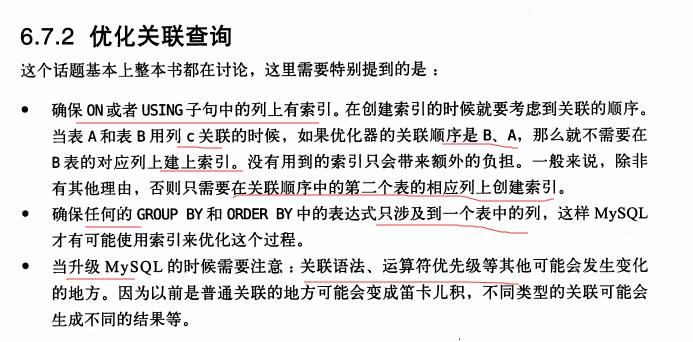 6.7.2 优化关联查询
这个话题基本上整本书都在讨论，这里需要特别提到的是：
● 确保 ON 或者 USING 子句中的列上有索引。在创建索引的时候就要考虑到关联的顺序。
当表 A 和表 B 用列 c 关联的时候，如果优化器的关联顺序是 B、A，那么就不需要在
B 表的对应列上建上索引。没有用到的索引只会带来额外的负担。一般来说，除非
有其他理由，否则只需要在关联顺序中的第二个表的相应列上创建索引。
● 确保任何的 GROUP BY 和 ORDER BY 中的表达式只涉及到一个表中的列，这样 MySQL
才有可能使用索引来优化这个过程。
● 当升级 MySQL 的时候需要注意：关联语法、运算符优先级等其他可能会发生变化
的地方。因为以前是普通关联的地方可能会变成笛卡儿积，不同类型的关联可能会
生成不同的结果等。